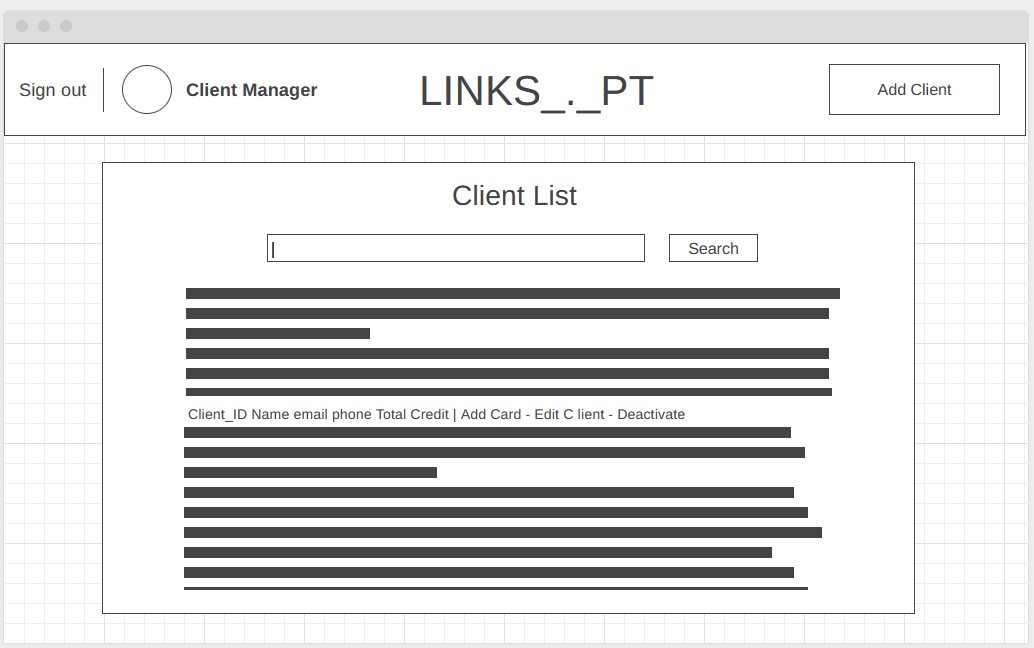 Sign out
Client Manager
LINKS_._PT
Add Client
Client List
Search
Client_ID Name email phone Total Credit | Add Card - Edit C lient - Deactivate